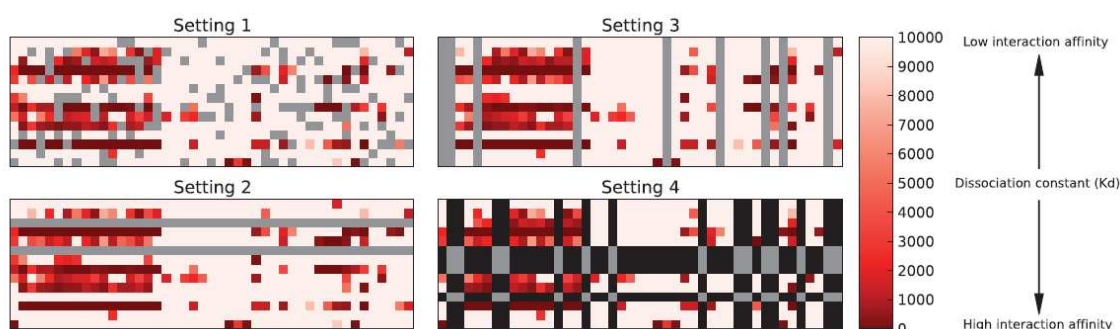 Setting 1
Setting 3
Setting 2
Setting 4
10000
9000
8000
7000
6000
5000
4000
3000
2000
1000
0
Low interaction affinity
Dissociation constant (Kd)
High interaction affinity